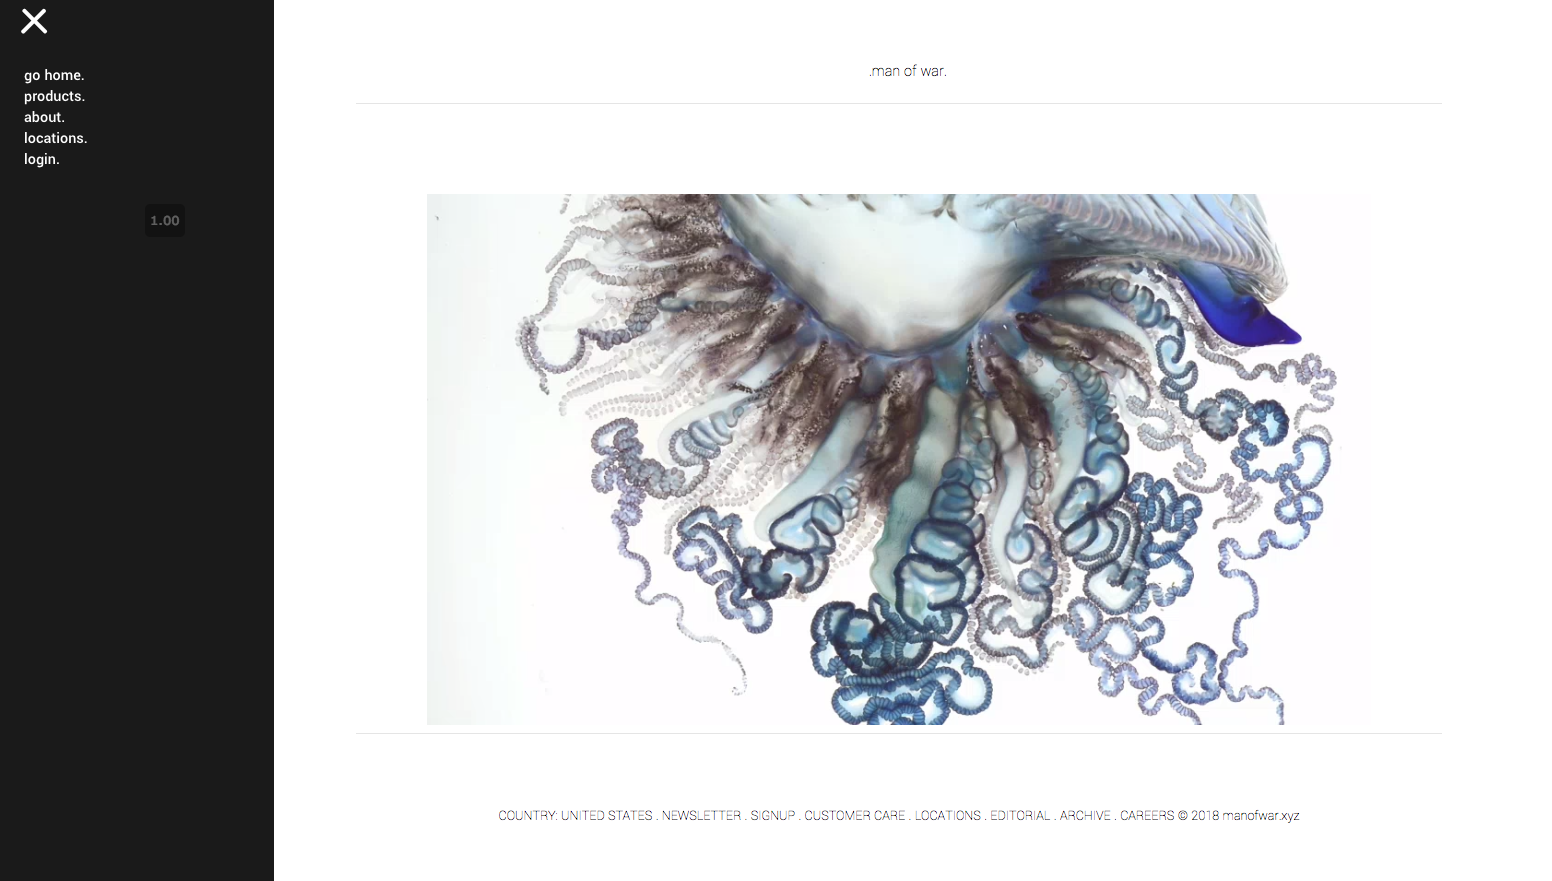 go home.
products.
about.
locations.
login.
1.00
.man of war.
COUNTRY: UNITED STATES . NEWSLETTER . SIGNUP . CUSTOMER CARE . LOCATIONS . EDITORIAL . ARCHIVE . CAREERS © 2018 manofwar.xyz